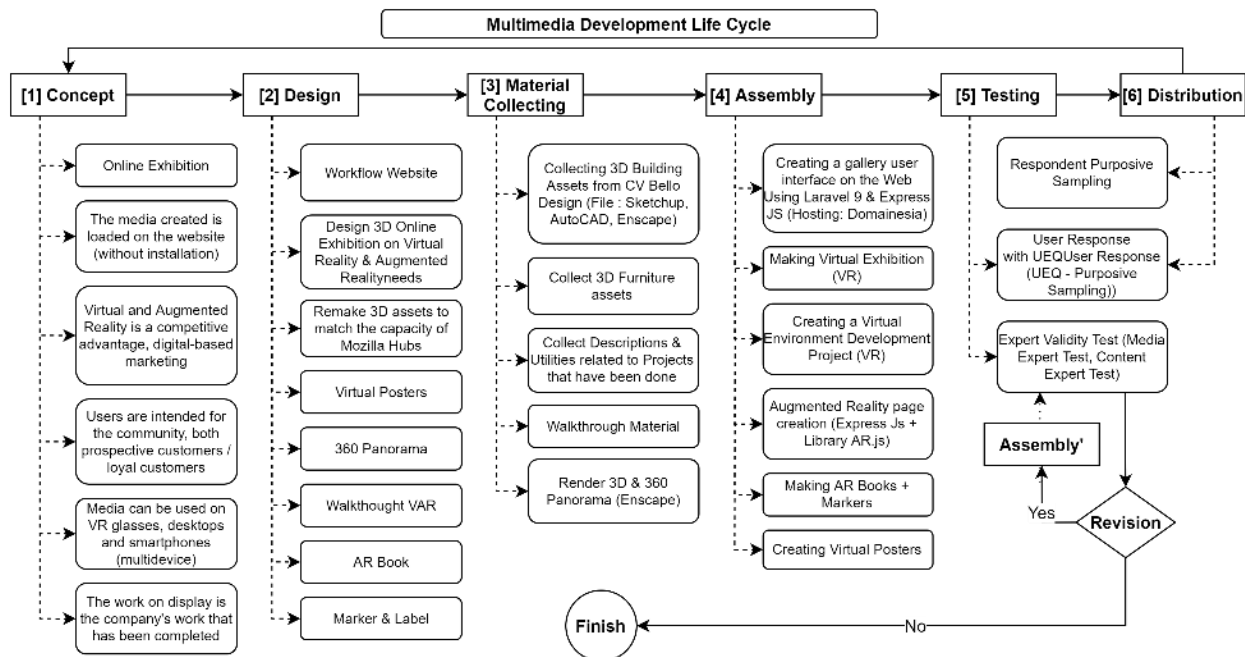 Multimedia Development Life Cycle
[1] Concept
[2] Design
[3] Material
Collecting
[4] Assembly
[5] Testing
[6] Distribution
Online Exhibition
The media created is
loaded on the website
(without installation)
Virtual and Augmented
Reality is a competitive
advantage, digital-based
marketing
Users are intended for
the community, both
prospective customers /
loyal customers
Media can be used on
VR glasses, desktops
and smartphones
(multidevice)
The work on display is
the company's work that
has been completed
Workflow Website
Design 3D Online
Exhibition on Virtual
Reality & Augmented
Realityneeds
Remake 3D assets to
match the capacity of
Mozilla Hubs
Virtual Posters
360 Panorama
Walkthought VAR
AR Book
Marker & Label
Collecting 3D Building
Assets from CV Bello
Design (File : Sketchup,
AutoCAD, Enscape)
Collect 3D Furniture
assets
Collect Descriptions &
Utilities related to Projects
that have been done
Walkthrough Material
Render 3D & 360
Panorama (Enscape)
Creating a gallery user
interface on the Web
Using Laravel 9 & Express
JS (Hosting: Domainesia)
Making Virtual Exhibition
(VR)
Creating a Virtual
Environment Development
Project (VR)
Augmented Reality page
creation (Express Js +
Library AR.js)
Making AR Books +
Markers
Creating Virtual Posters
Respondent Purposive
Sampling
User Response
with UEQUser Response
(UEQ - Purposive
Sampling))
Expert Validity Test (Media
Expert Test, Content
Expert Test)
Assembly'
Yes
Revision
No
Finish